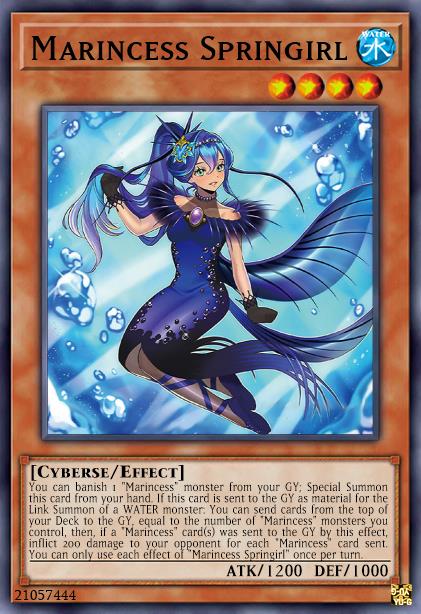 Marincess Springirl
WATER
水
[Cyberse/Effect]
You can banish 1 "Marincess" monster from your GY; Special Summon
this card from your hand. If this card is sent to the GY as material for the
Link Summon of a WATER monster: You can send cards from the top of
your Deck to the GY, equal to the number of "Marincess" monsters you
control, then, if a "Marincess" card(s) was sent to the GY by this effect,
inflict 200 damage to your opponent for each "Marincess" card sent.
You can only use each effect of "Marincess Springirl" once per turn.
ATK/1200 DEF/1000
21057444